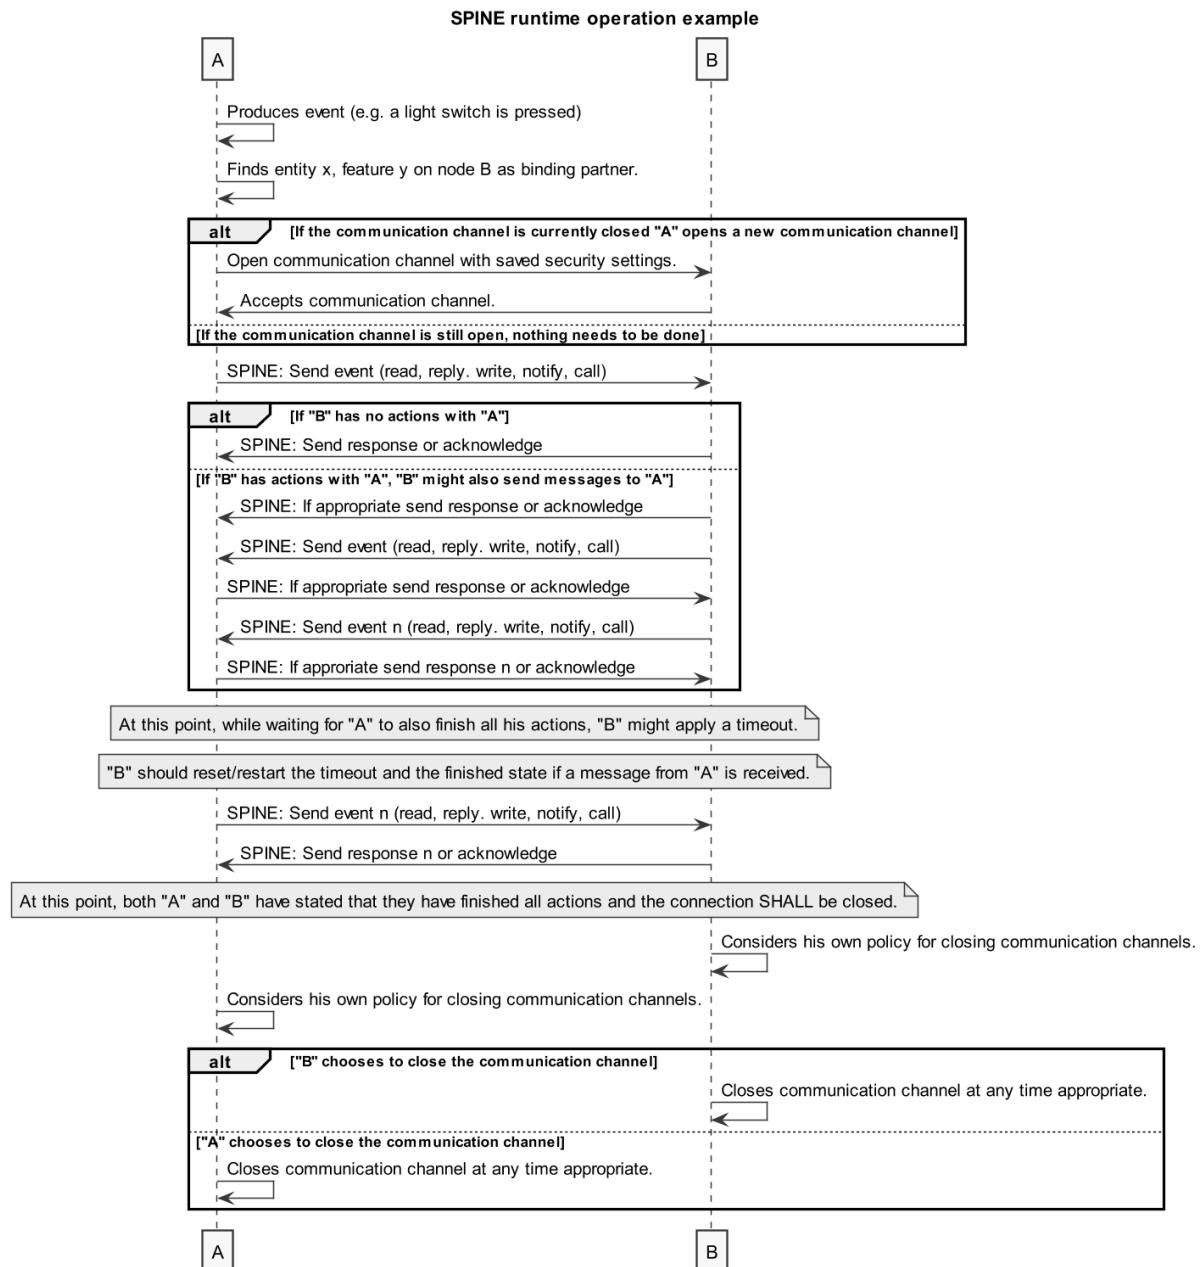 SPINE runtime operation example
A
B
Produces event (e.g. a light switch is pressed)
Finds entity x, feature y on node B as binding partner.
alt
[If the communication channel is currently closed "A" opens a new communication channel]
Open communication channel with saved security settings.
Accepts communication channel.
[If the communication channel is still open, nothing needs to be done]
SPINE: Send event (read, reply. write, notify, call)
alt
[If "B" has no actions with "A"]
SPINE: Send response or acknowledge
[If "B" has actions with "A", "B" might also send messages to "A"]
SPINE: If appropriate send response or acknowledge
SPINE: Send event (read, reply. write, notify, call)
SPINE: If appropriate send response or acknowledge
SPINE: Send event n (read, reply. write, notify, call)
SPINE: If approriate send response n or acknowledge
At this point, while waiting for "A" to also finish all his actions, "B" might apply a timeout.
"B" should reset/restart the timeout and the finished state if a message from "A" is received.
SPINE: Send event n (read, reply. write, notify, call)
SPINE: Send response n or acknowledge
At this point, both "A" and "B" have stated that they have finished all actions and the connection SHALL be closed.
Considers his own policy for closing communication channels.
Considers his own policy for closing communication channels.
alt
["B" chooses to close the communication channel]
Closes communication channel at any time appropriate.
["A" chooses to close the communication channel]
Closes communication channel at any time appropriate.
A
B